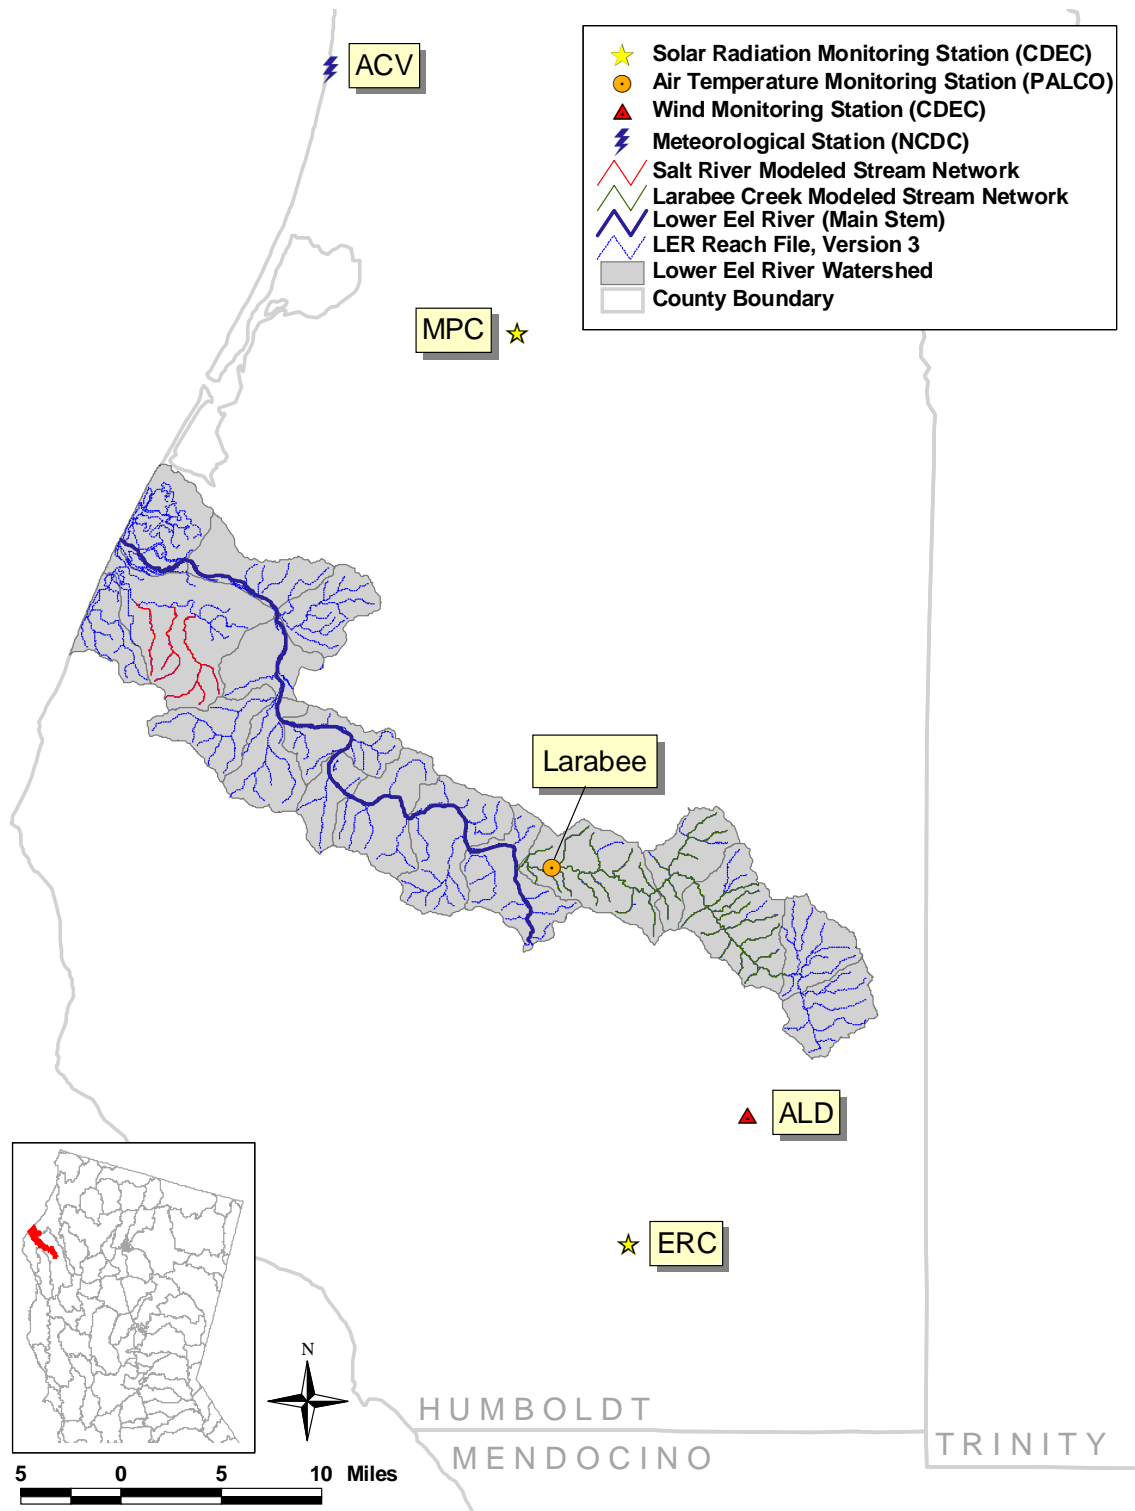 ACV
Solar Radiation Monitoring Station (CDEC)
Air Temperature Monitoring Station (PALCO)
Wind Monitoring Station (CDEC)
Meteorological Station (NCDC)
Salt River Modeled Stream Network
Larabee Creek Modeled Stream Network
Lower Eel River (Main Stem)
LER Reach File, Version 3
Lower Eel River Watershed
County Boundary
MPC
Larabee
ALD
ERC
N
HUMBOLDT
MENDOCINO
TRINITY
5 0 5 10 Miles